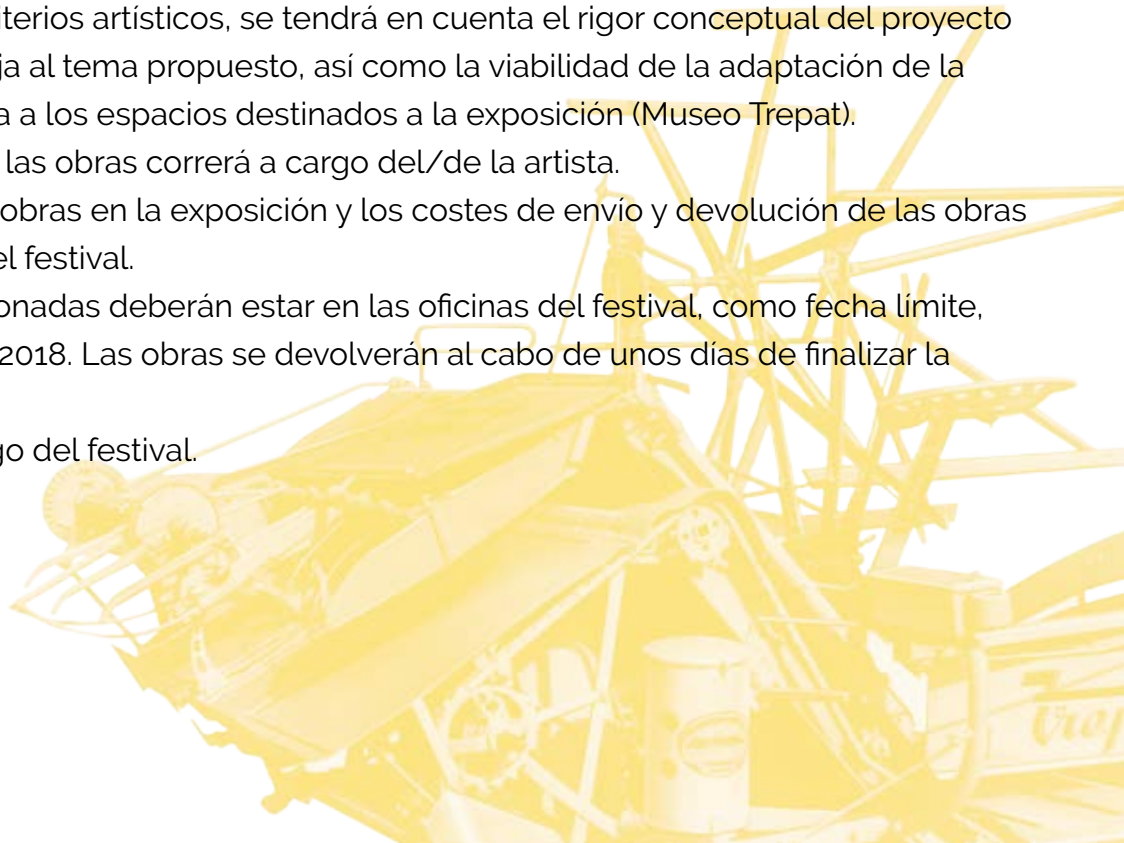 iterios artísticos, se tendrá en cuenta el rigor conceptual del proyecto
ja al tema propuesto, así como la viabilidad de la adaptación de la
a a los espacios destinados a la exposición (Museo Trepat).
las obras correrá a cargo del/de la artista.
obras en la exposición y los costes de envío y devolución de las obras
el festival.
onadas deberán estar en las oficinas del festival, como fecha límite,
2018. Las obras se devolverán al cabo de unos días de finalizar la
go del festival.